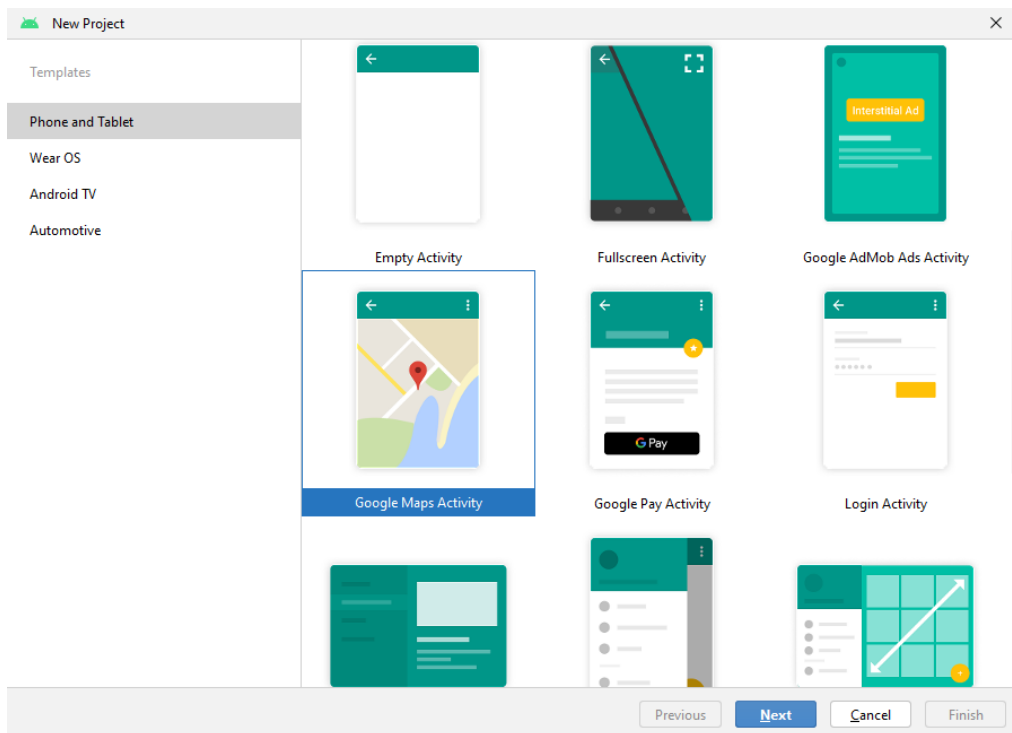 New Project
Templates
Phone and Tablet
Wear OS
Android TV
Automotive
Interstitial Ad
Empty Activity
Fullscreen Activity
Google AdMob Ads Activity
G Pay
Google Maps Activity
Google Pay Activity
Login Activity
Previous
Next
Cancel
Finish